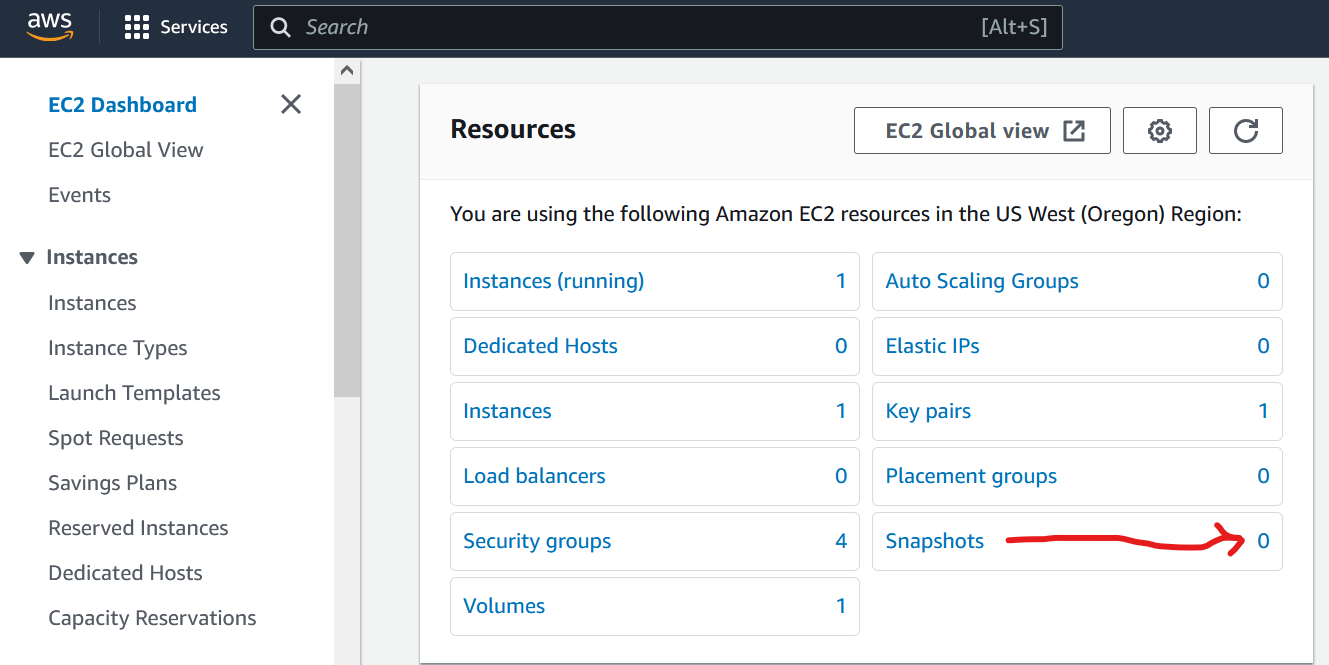 aws
Services
Search
[Alt+S]
EC2 Dashboard
EC2 Global View
Events
Instances
Instances
Instance Types
Launch Templates
Spot Requests
Savings Plans
Reserved Instances
Dedicated Hosts
Capacity Reservations
Resources
EC2 Global view
You are using the following Amazon EC2 resources in the US West (Oregon) Region:
Instances (running) 1
Auto Scaling Groups 0
Dedicated Hosts 0
Elastic IPs 0
Instances 1
Key pairs 1
Load balancers 0
Placement groups 0
Security groups 4
Snapshots 0
Volumes 1